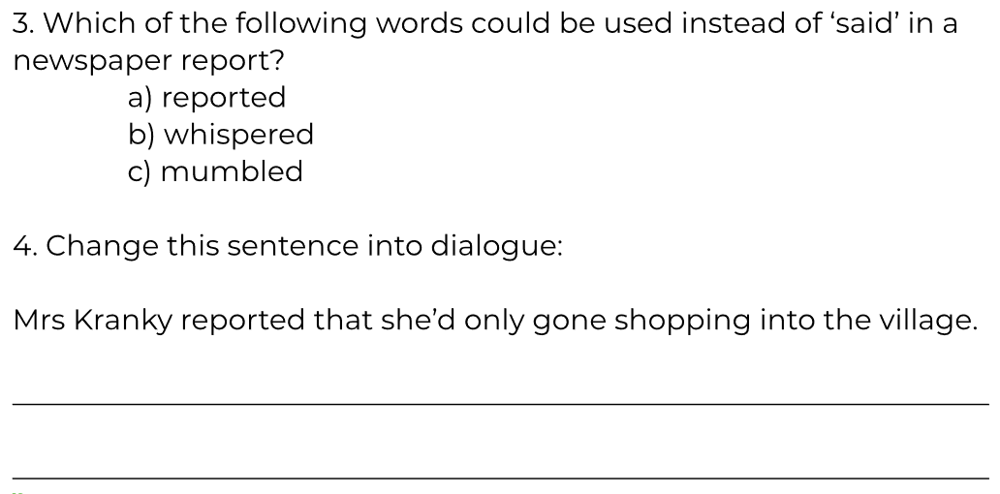 3. Which of the following words could be used instead of ‘said’ in a
newspaper report?
a) reported
b) whispered
c) mumbled
4. Change this sentence into dialogue:
Mrs Kranky reported that she’d only gone shopping into the village.